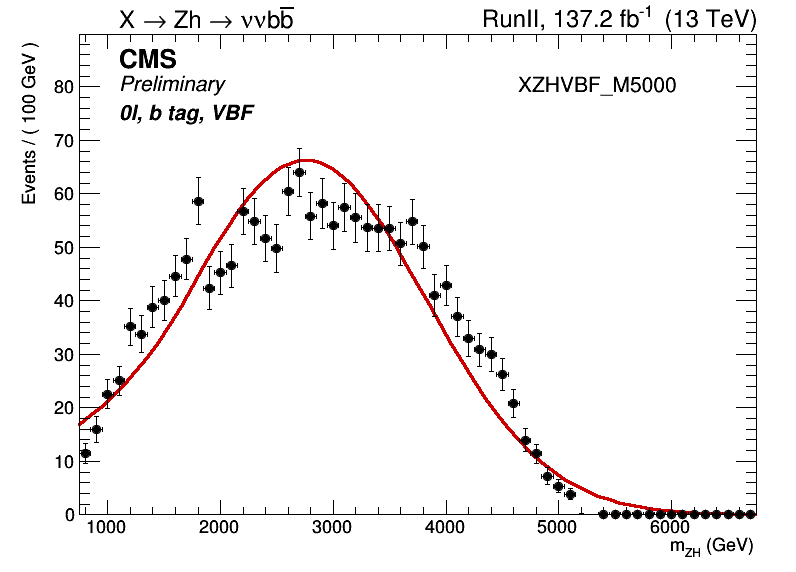 X → Zh → ννbb̅
RunII, 137.2 fb⁻¹ (13 TeV)
CMS
Preliminary
0l, b tag, VBF
XZHVBF_M5000
Events / ( 100 GeV )
80
70
60
50
40
30
20
10
0
1000 2000 3000 4000 5000 6000
m_ZH (GeV)